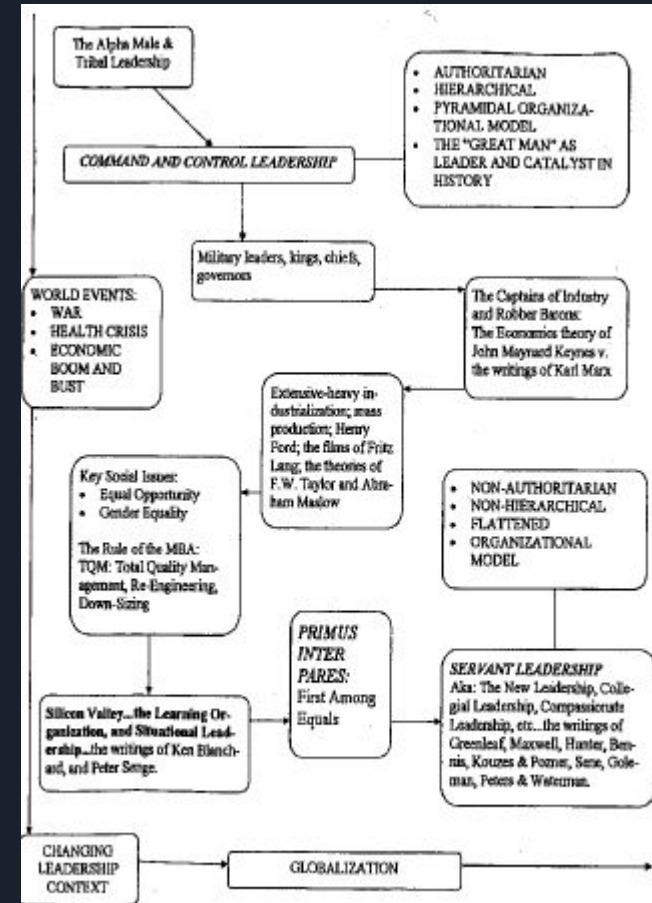 The Alpha Male &
Tribal Leadership
• AUTHORITARIAN
• HIERARCHICAL
• PYRAMIDAL ORGANIZA-
TIONAL MODEL
• THE "GREAT MAN" AS
LEADER AND CATALYST IN
HISTORY
COMMAND AND CONTROL LEADERSHIP
Military leaders, kings, chiefs,
governors
WORLD EVENTS:
• WAR
• HEALTH CRISIS
• ECONOMIC
BOOM AND
BUST
The Captains of Industry
and Robber Barons:
The Economics theory of
John Maynard Keynes v.
the writings of Karl Marx
Extensive-heavy in-
dustrialization; mass
production; Henry
Ford; the films of Fritz
Lang; the theories of
F.W. Taylor and Abra-
ham Maslow
Key Social Issues:
• Equal Opportunity
• Gender Equality
The Rule of the MBA:
TQM: Total Quality Man-
agement, Re-Engineering,
Down-Sizing
• NON-AUTHORITARIAN
• NON-HIERARCHICAL
• FLATTENED
• ORGANIZATIONAL
MODEL
PRIMUS
INTER
PARES:
First Among
Equals
Silicon Valley...the Learning Or-
ganization, and Situational Lead-
ership...the writings of Ken Blanch-
ard, and Peter Senge.
SERVANT LEADERSHIP
Aka: The New Leadership, Colle-
gial Leadership, Compassionate
Leadership, etc...the writings of
Greenleaf, Maxwell, Hunter, Ben-
nis, Kouzes & Pozner, Sene, Gole-
man, Peters & Waterman.
CHANGING
LEADERSHIP
CONTEXT
GLOBALIZATION